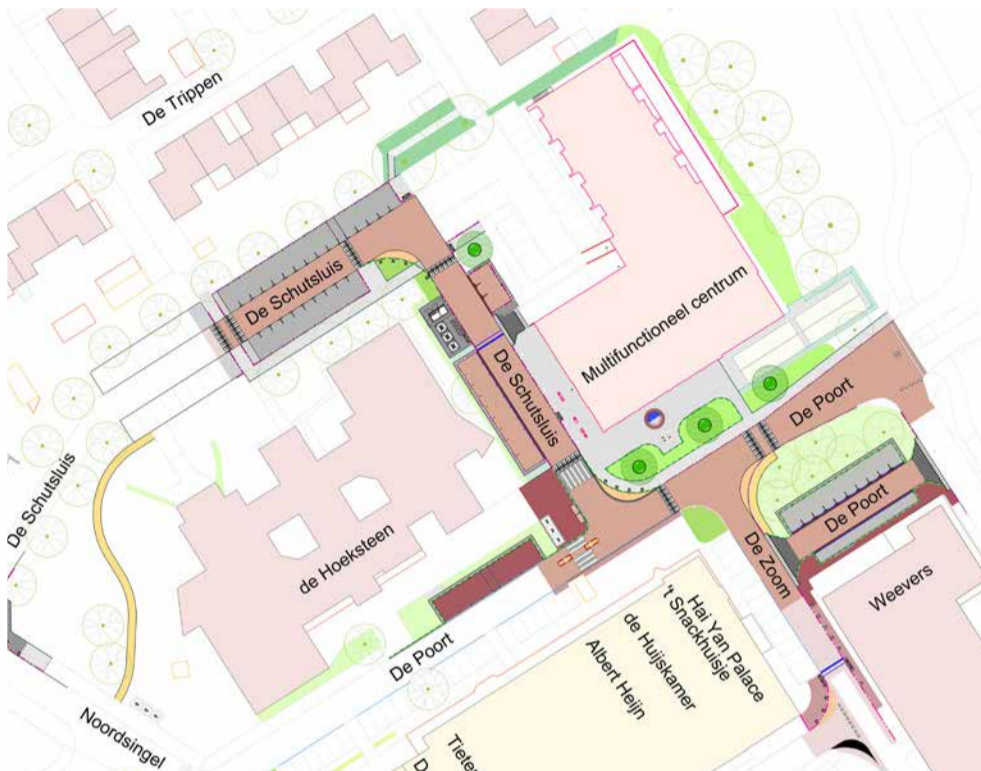 De Trippen
De Schutsluis
Multifunctioneel centrum
De Schutsluis
De Poort
De Schutsluis
de Hoeksteen
De Poort
De Zoom
Weevers
De Poort
Hai Yan Palace
't Snackhuisje
de Huijskamer
Albert Heijn
Noordsingel